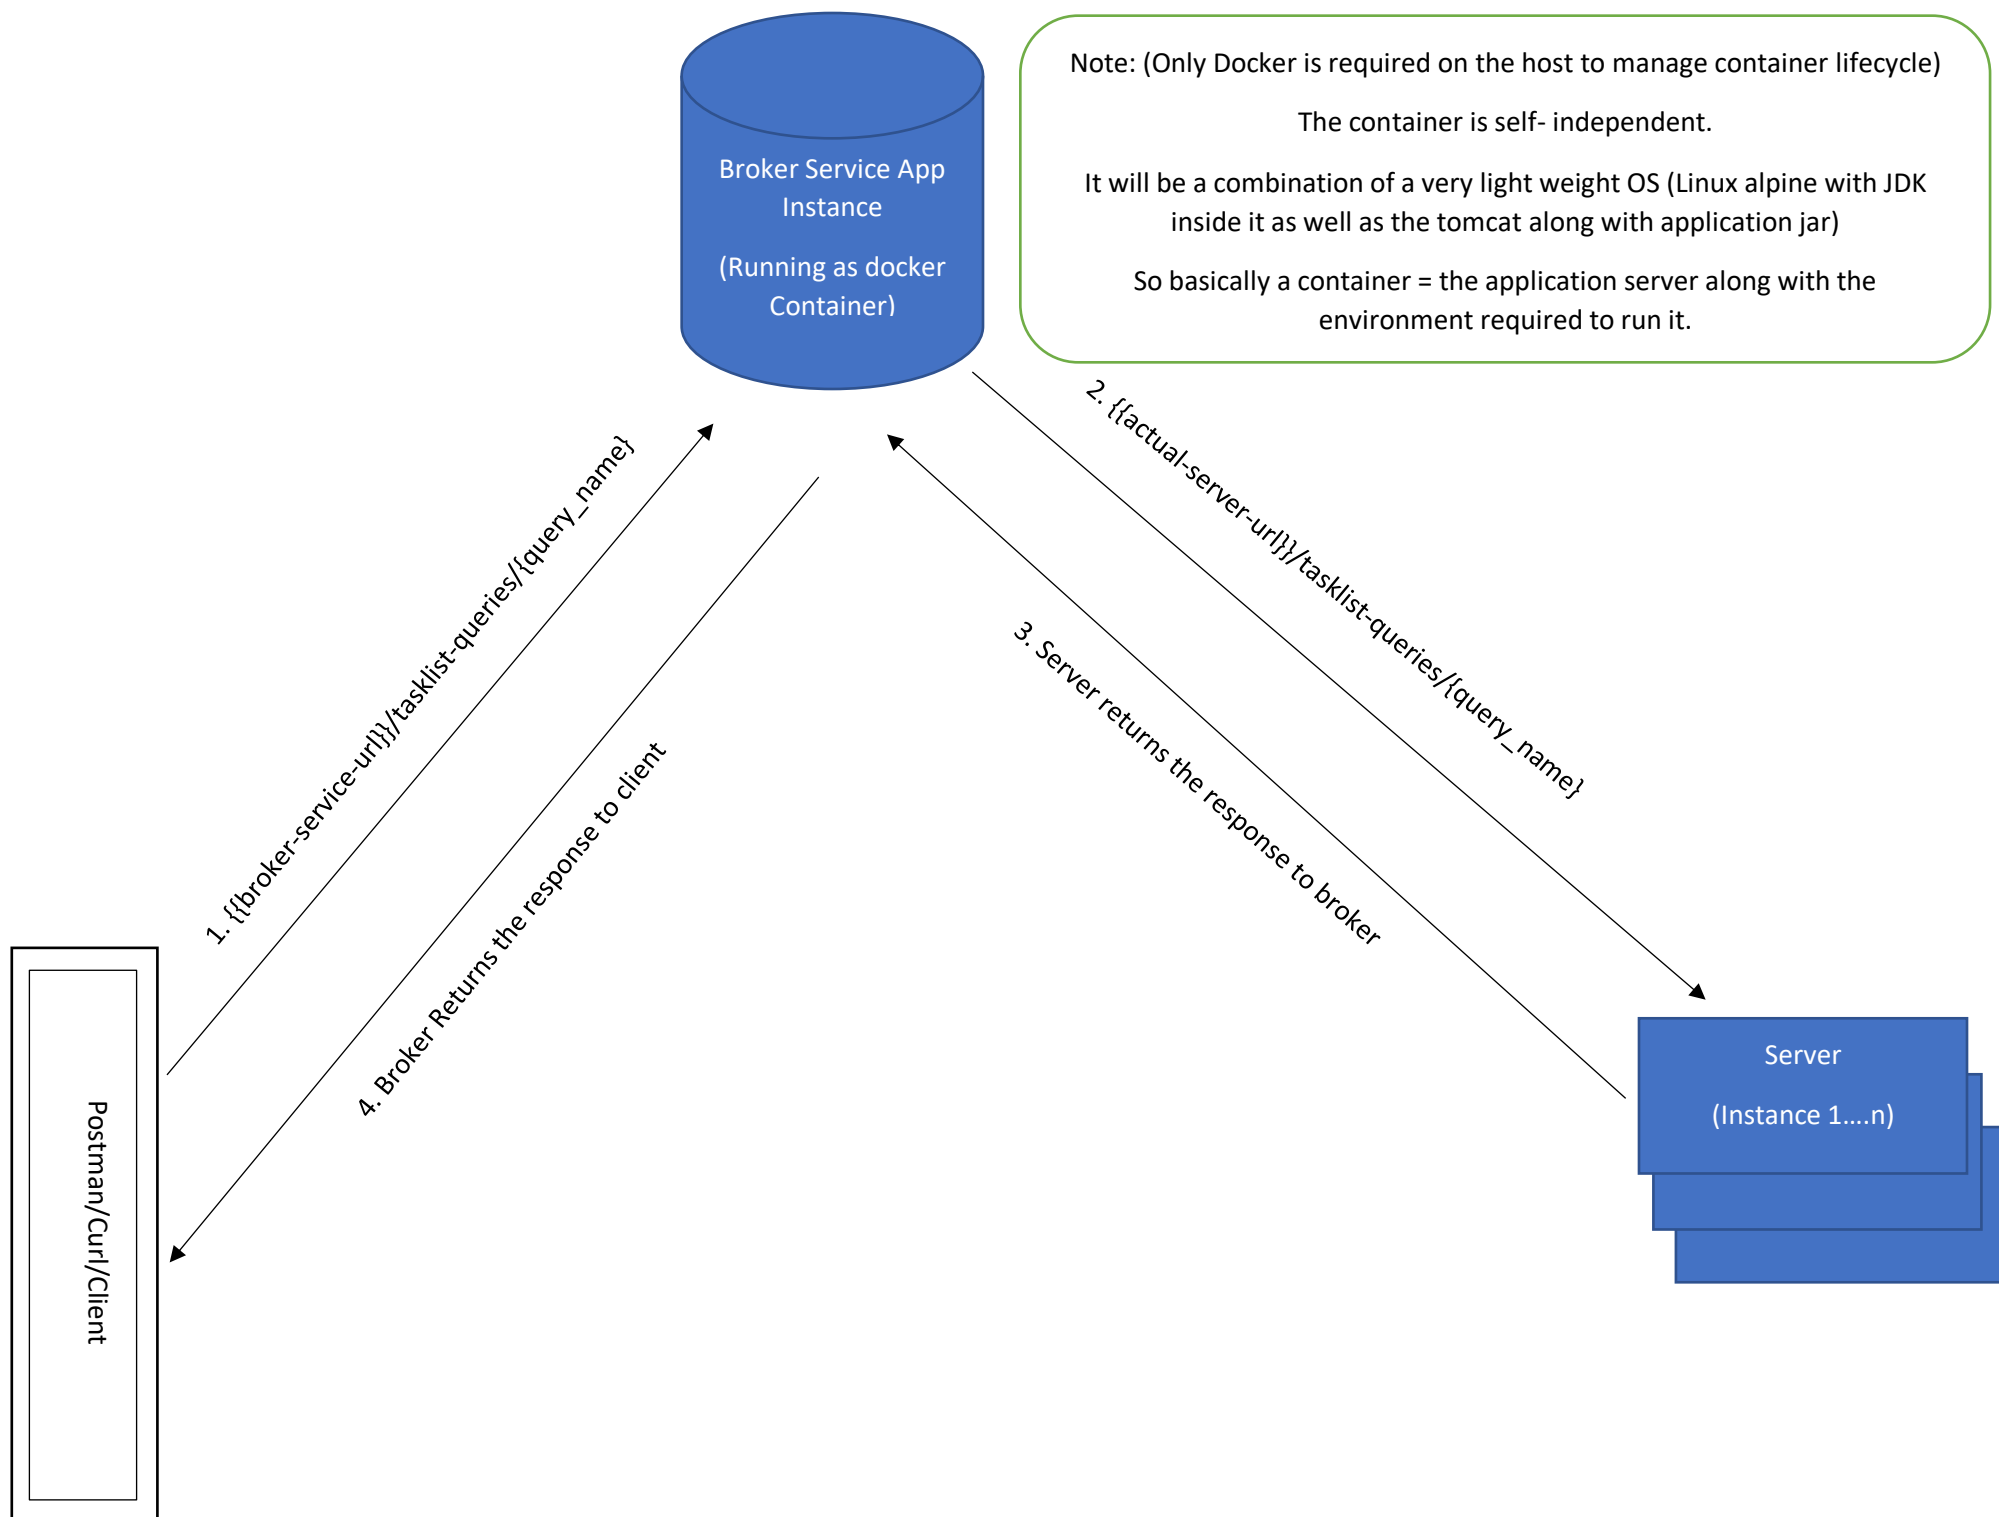 Broker Service App
Instance
(Running as docker
Container)
Note: (Only Docker is required on the host to manage container lifecycle)
The container is self- independent.
It will be a combination of a very light weight OS (Linux alpine with JDK
inside it as well as the tomcat along with application jar)
So basically a container = the application server along with the
environment required to run it.
1. {{broker-service-url}}/tasklist-queries/{query_name}
2. {{actual-server-url}}/tasklist-queries/{query_name}
3. Server returns the response to broker
4. Broker Returns the response to client
Postman/Curl/Client
Server
(Instance 1....n)